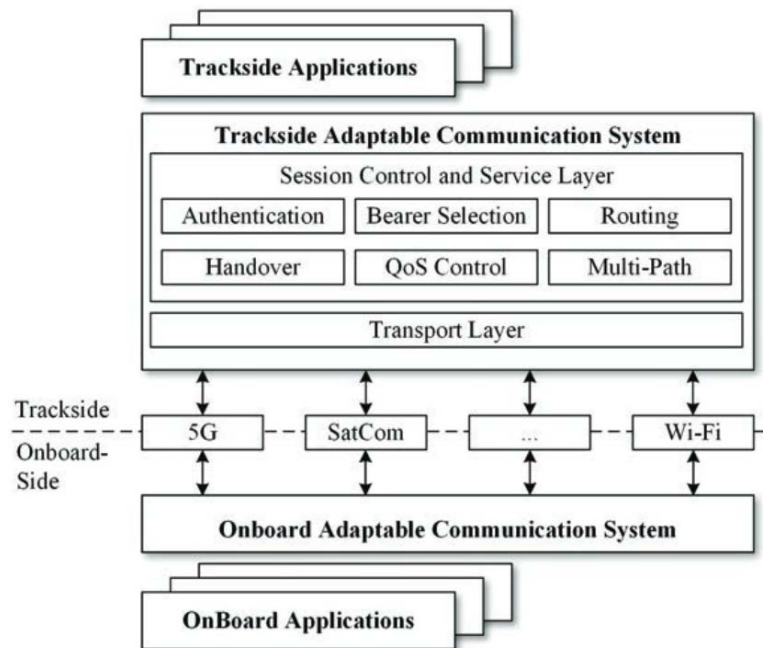 Trackside Applications
Trackside Adaptable Communication System
Session Control and Service Layer
Authentication
Bearer Selection
Routing
Handover
QoS Control
Multi-Path
Transport Layer
Trackside
5G
SatCom
...
Wi-Fi
Onboard-
Side
Onboard Adaptable Communication System
OnBoard Applications